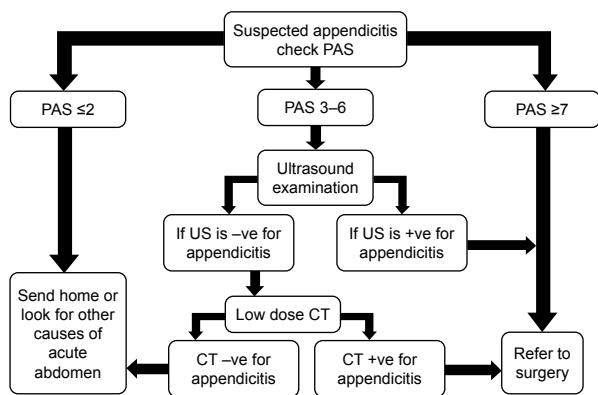 Suspected appendicitis
check PAS
PAS ≤2
PAS 3–6
PAS ≥7
Ultrasound
examination
If US is –ve for
appendicitis
If US is +ve for
appendicitis
Send home or
look for other
causes of
acute
abdomen
Low dose CT
CT –ve for
appendicitis
CT +ve for
appendicitis
Refer to
surgery